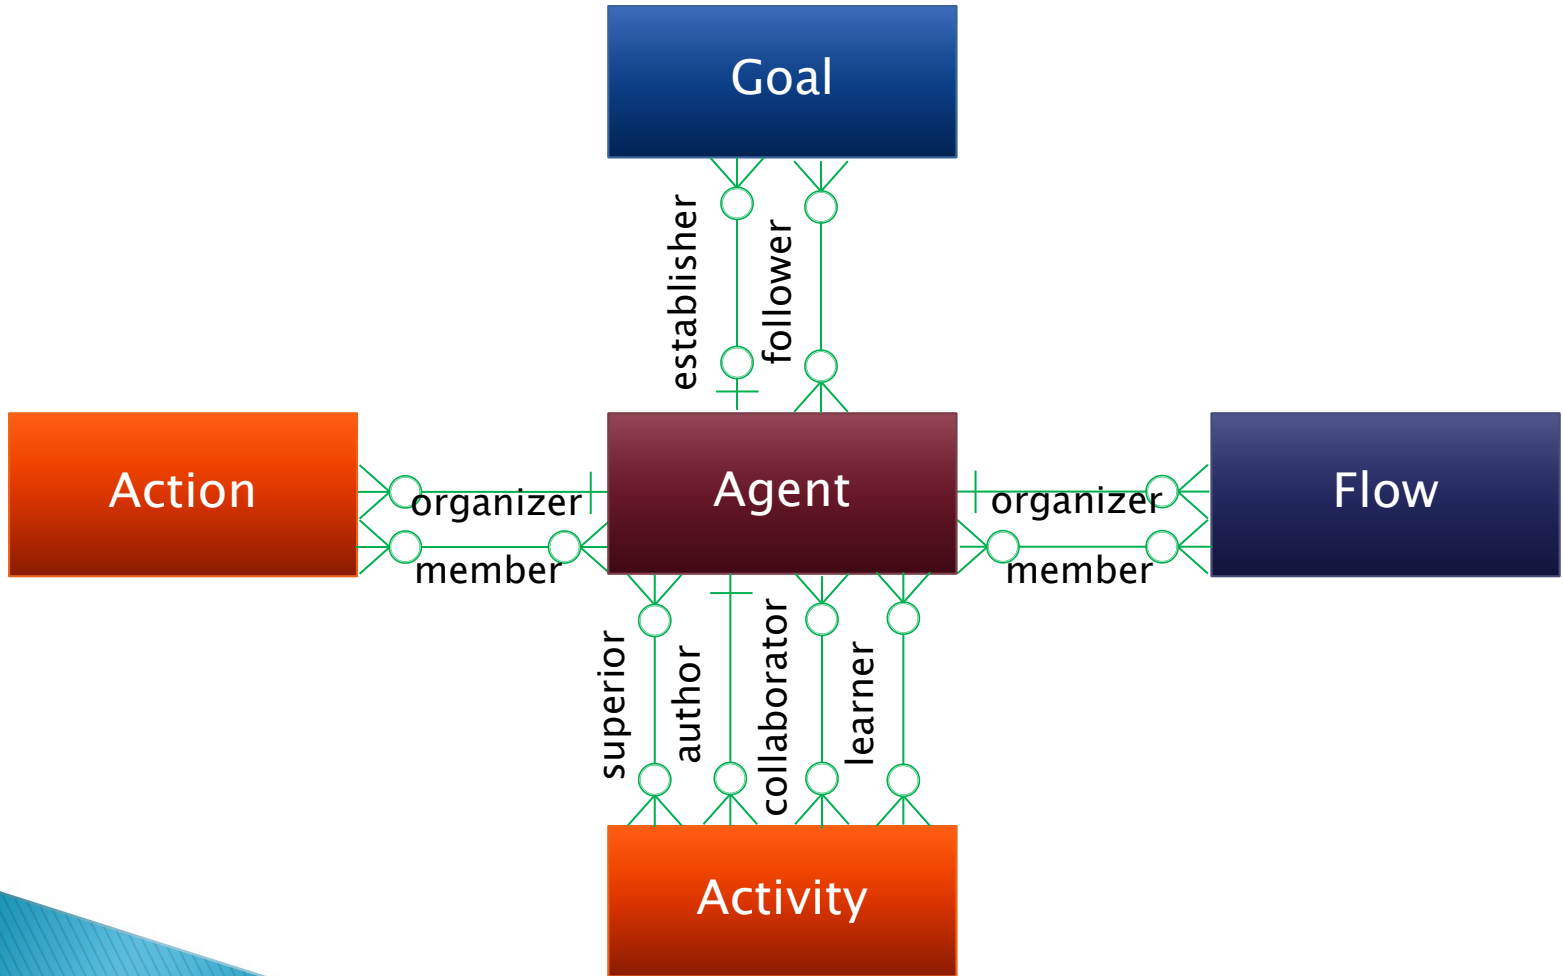 Goal
establisher
follower
Action
organizer
member
Agent
organizer
member
Flow
superior
author
collaborator
learner
Activity